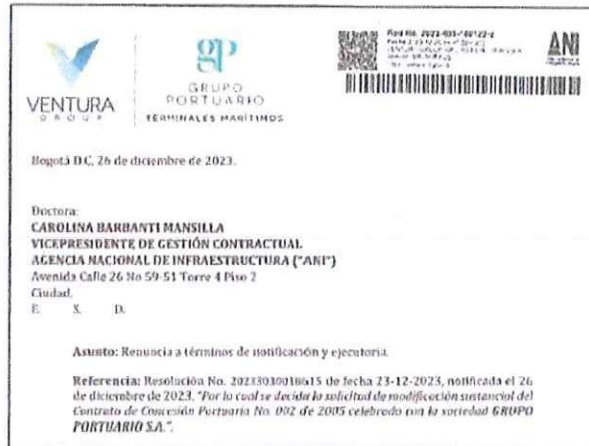 VENTURA
GROUP
gp
GRUPO
PORTUARIO
TERMINALES MARÍTIMOS
ANI
Bogotá D.C, 26 de diciembre de 2023.
Doctora:
CAROLINA BARBANTI MANSILLA
VICEPRESIDENTE DE GESTIÓN CONTRACTUAL
AGENCIA NACIONAL DE INFRAESTRUCTURA ("ANI")
Avenida Calle 26 No 59-51 Torre 4 Piso 2
Ciudad,
E. S. D.
Asunto: Renuncia a términos de notificación y ejecutoria.
Referencia: Resolución No. 20233030018615 de fecha 23-12-2023, notificada el 26
de diciembre de 2023, "Por la cual se decida la solicitud de modificación sustancial del
Contrato de Concesión Portuaria No. 002 de 2005 celebrado con la sociedad GRUPO
PORTUARIO S.A.".